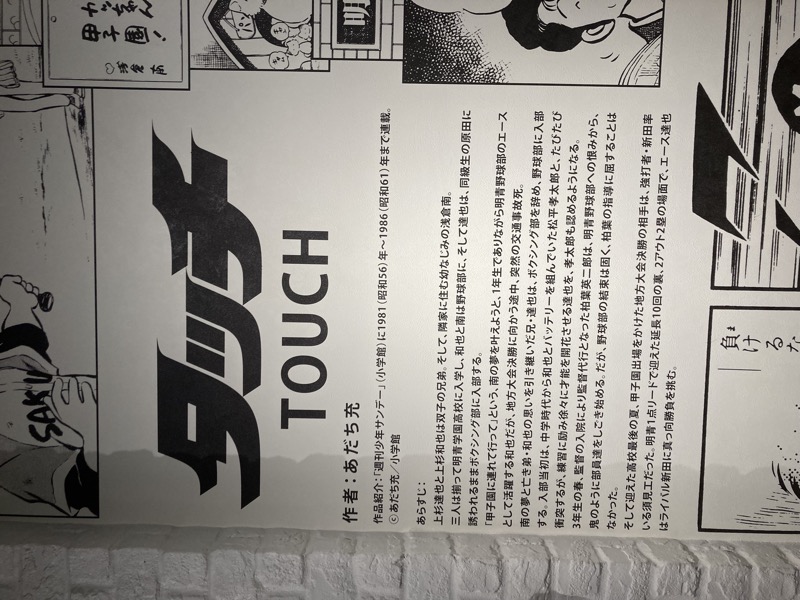 SAKU
カッちゃん
甲子園!
♡浅倉南
タッチ
TOUCH
作者:あだち充
作品紹介:「週刊少年サンデー」(小学館)に1981(昭和56)年〜1986(昭和61)年まで連載。
©あだち充/小学館
あらすじ:
上杉達也と上杉和也は双子の兄弟。そして、隣家に住む幼なじみの浅倉南。
三人は揃って明青学園高校に入学し、和也と南は野球部に、そして達也は、同級生の原田に
誘われるままボクシング部に入部する。
「甲子園に連れて行って」という、南の夢を叶えようと、1年生でありながら明青野球部のエース
として活躍する和也だが、地方大会決勝に向かう途中、突然の交通事故死。
南の夢と亡き弟・和也の思いを引き継いだ兄・達也は、ボクシング部を辞め、野球部に入部
する。入部当初は、中学時代から和也とバッテリーを組んでいた松平孝太郎と、たびたび
衝突するが、練習に励み徐々に才能を開花させる達也を、孝太郎も認めるようになる。
3年生の春、監督の入院により監督代行となった柏葉英二郎は、明青野球部への恨みから、
鬼のように部員達をしごき始める。だが、野球部の結束は固く、柏葉の指導に屈することは
なかった。
そして迎えた高校最後の夏、甲子園出場をかけた地方大会決勝の相手は、強打者・新田率
いる須見工だった。明青1点リードで迎えた延長10回の裏、2アウト2塁の場面で、エース達也
はライバル新田に真っ向勝負を挑む。
明
負けるな